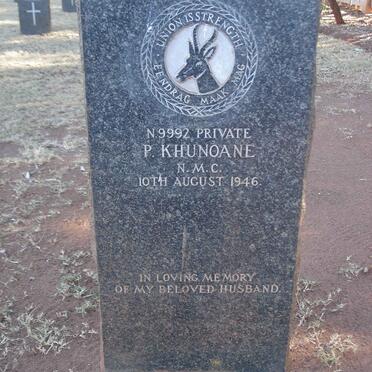 UNION IS STRENGTH
EENDRAG MAAK MAG
N.9992 PRIVATE
P. KHUNOANE
N.M.C.
10TH AUGUST 1946.
IN LOVING MEMORY
OF MY BELOVED HUSBAND.